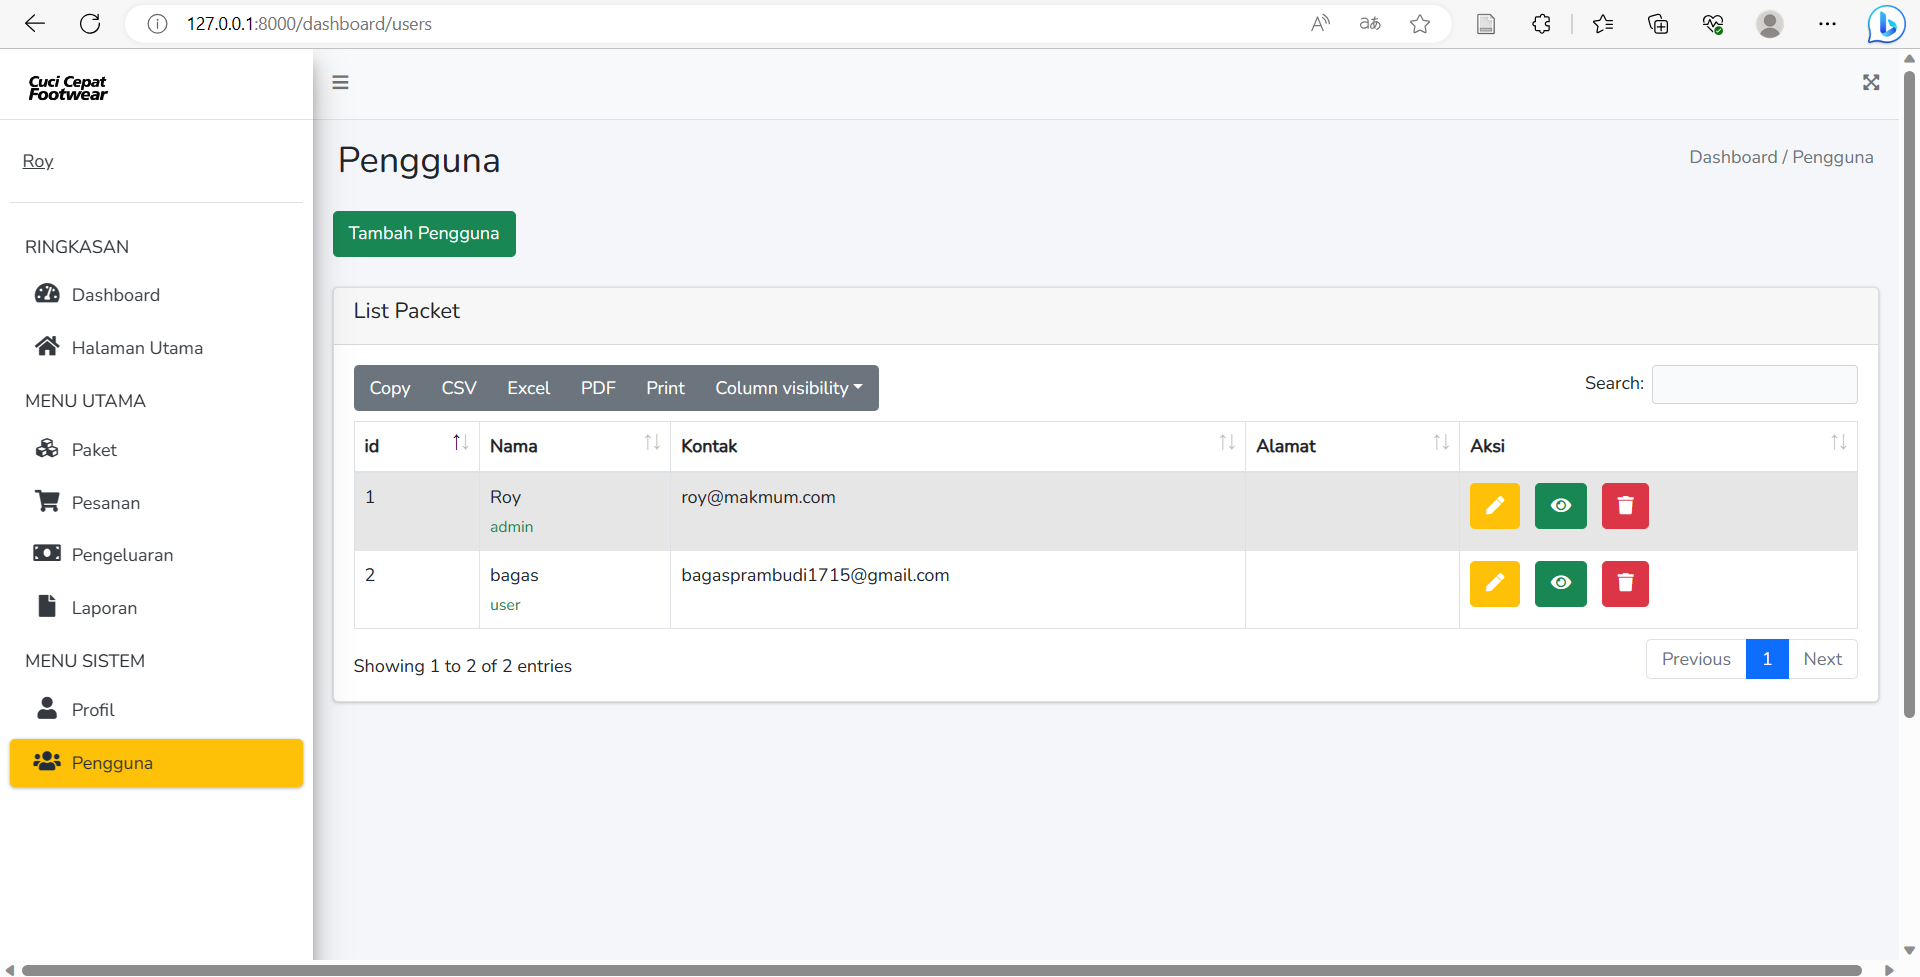 127.0.0.1:8000/dashboard/users
Cuci Cepat
Footwear
Roy
RINGKASAN
Dashboard
Halaman Utama
MENU UTAMA
Paket
Pesanan
Pengeluaran
Laporan
MENU SISTEM
Profil
Pengguna
Pengguna
Dashboard / Pengguna
Tambah Pengguna
List Packet
Copy CSV Excel PDF Print Column visibility
Search:
id Nama Kontak Alamat Aksi
1 Roy roy@makmum.com
admin
2 bagas bagasprambudi1715@gmail.com
user
Showing 1 to 2 of 2 entries
Previous 1 Next